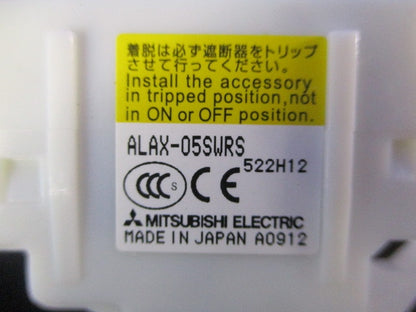 着脱は必ず遮断器をトリップ
させて行ってください。
Install the accessory
in tripped position,not
in ON or OFF position.
ALAX-05SWRS
522H12
CCC S CE
MITSUBISHI ELECTRIC
MADE IN JAPAN A0912